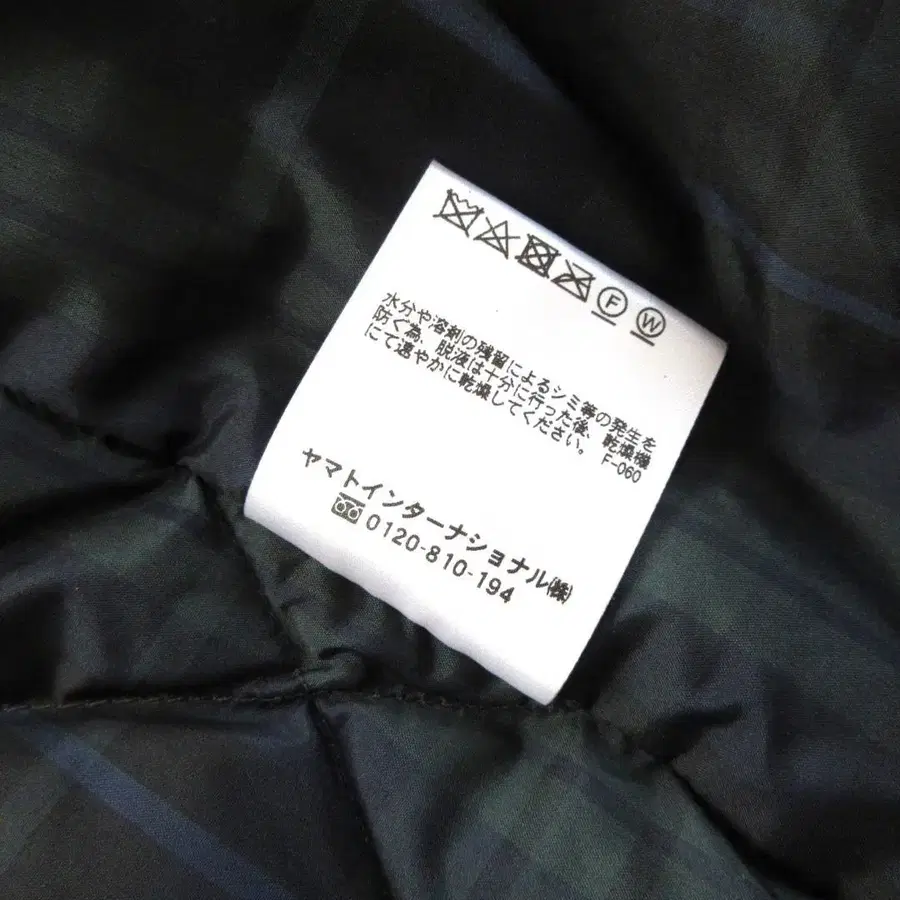 F W
水分や溶剤の残留によるシミ等の発生を
防ぐ為、脱液は十分に行った後、乾燥機
にて速やかに乾燥してください。 F-060
ヤマトインターナショナル(株)
0120-810-194